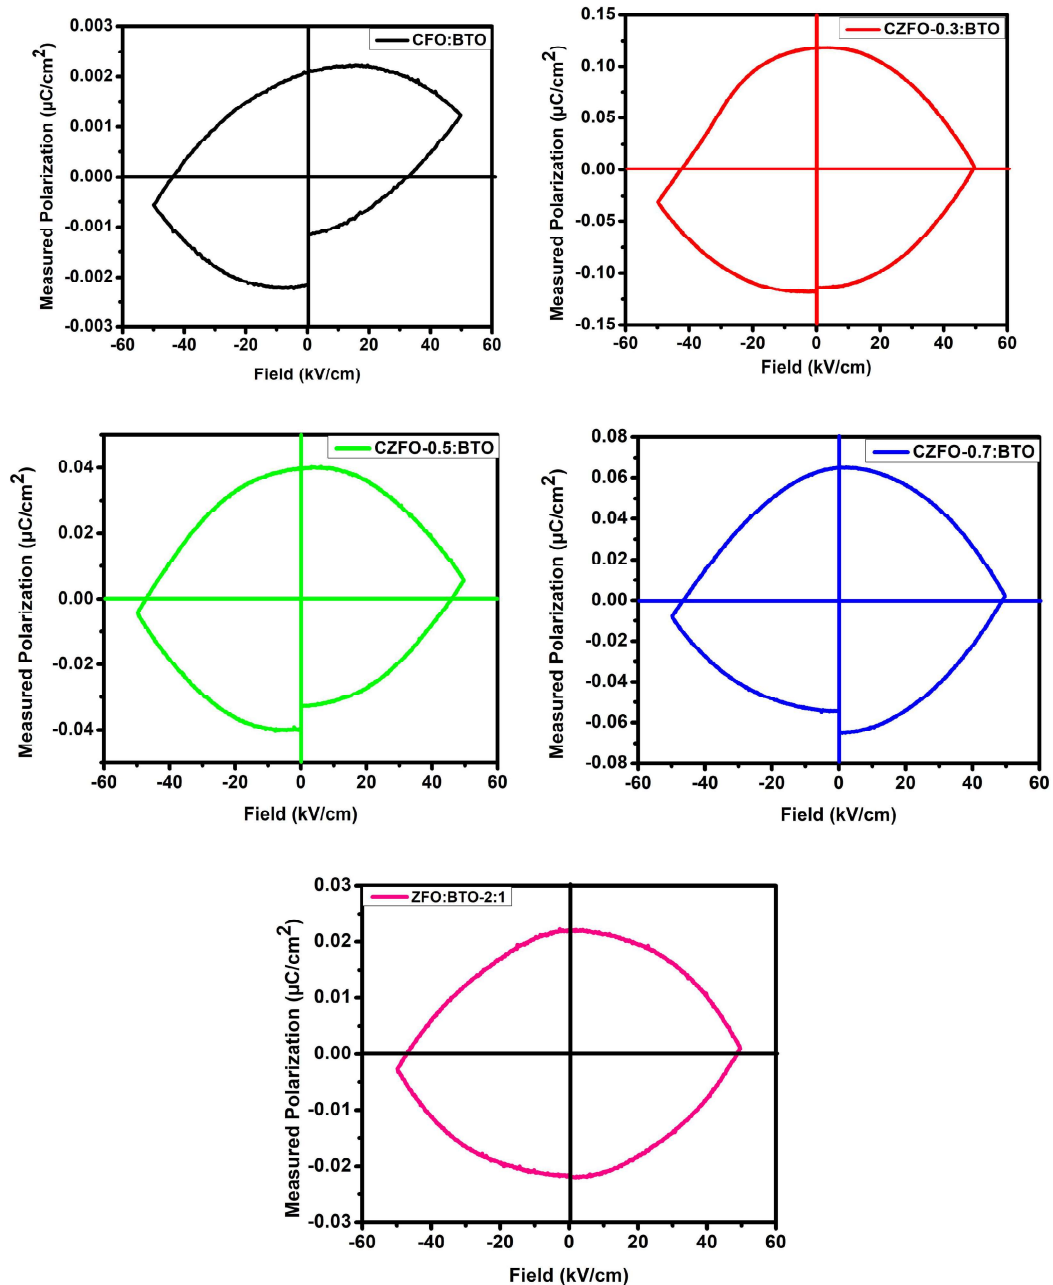 CFO:BTO
Measured Polarization (µC/cm²)
0.003
0.002
0.001
0.000
-0.001
-0.002
-0.003
-60 -40 -20 0 20 40 60
Field (kV/cm)
CZFO-0.3:BTO
Measured Polarization (µC/cm²)
0.15
0.10
0.05
0.00
-0.05
-0.10
-0.15
-60 -40 -20 0 20 40 60
Field (kV/cm)
CZFO-0.5:BTO
Measured Polarization (µC/cm²)
0.04
0.02
0.00
-0.02
-0.04
-60 -40 -20 0 20 40 60
Field (kV/cm)
CZFO-0.7:BTO
Measured Polarization (µC/cm²)
0.08
0.06
0.04
0.02
0.00
-0.02
-0.04
-0.06
-0.08
-60 -40 -20 0 20 40 60
Field (kV/cm)
ZFO:BTO-2:1
Measured Polarization (µC/cm²)
0.03
0.02
0.01
0.00
-0.01
-0.02
-0.03
-60 -40 -20 0 20 40 60
Field (kV/cm)